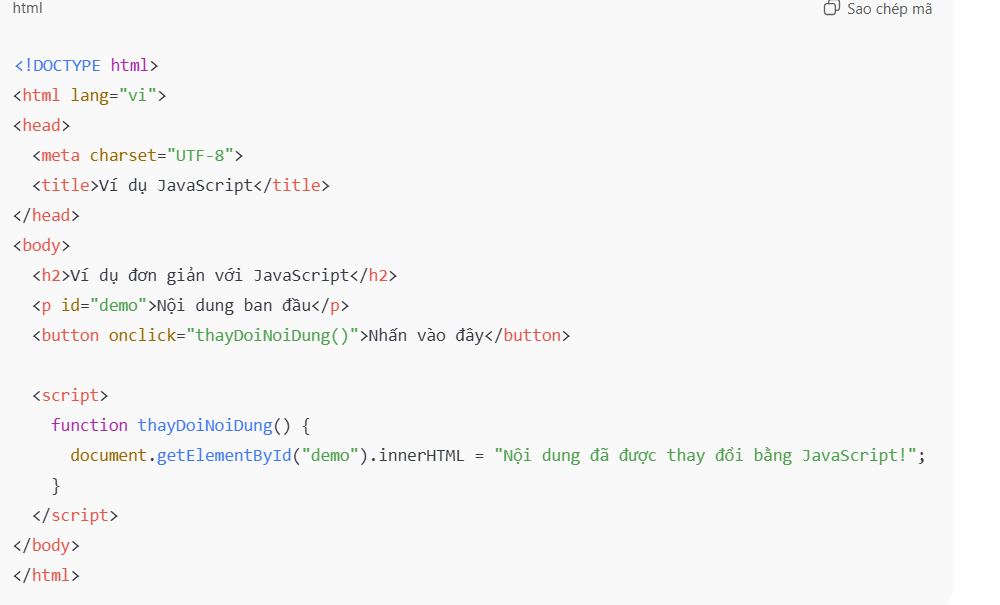 html
Sao chép mã
<!DOCTYPE html>
<html lang="vi">
<head>
  <meta charset="UTF-8">
  <title>Ví dụ JavaScript</title>
</head>
<body>
  <h2>Ví dụ đơn giản với JavaScript</h2>
  <p id="demo">Nội dung ban đầu</p>
  <button onclick="thayDoiNoiDung()">Nhấn vào đây</button>

  <script>
    function thayDoiNoiDung() {
      document.getElementById("demo").innerHTML = "Nội dung đã được thay đổi bằng JavaScript!";
    }
  </script>
</body>
</html>